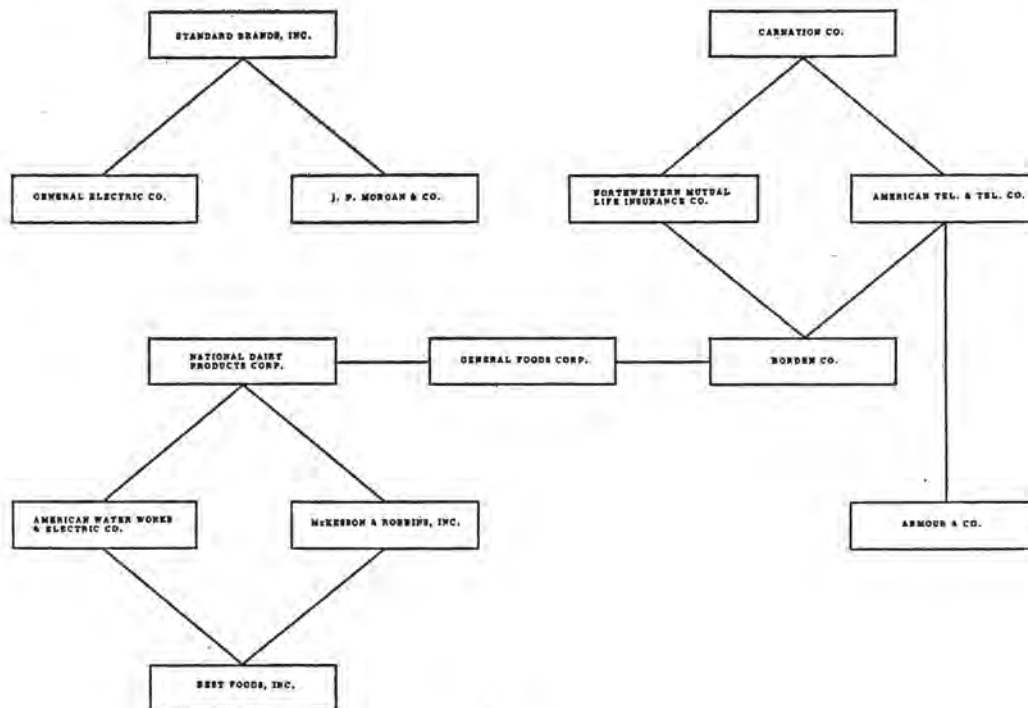 STANDARD BRANDS, INC.
CARNATION CO.
GENERAL ELECTRIC CO.
J. P. MORGAN & CO.
NORTHWESTERN MUTUAL
LIFE INSURANCE CO.
AMERICAN TEL. & TEL. CO.
NATIONAL DAIRY
PRODUCTS CORP.
GENERAL FOODS CORP.
BORDEN CO.
AMERICAN WATER WORKS
& ELECTRIC CO.
McKESSON & ROBBINS, INC.
ARMOUR & CO.
BEST FOODS, INC.